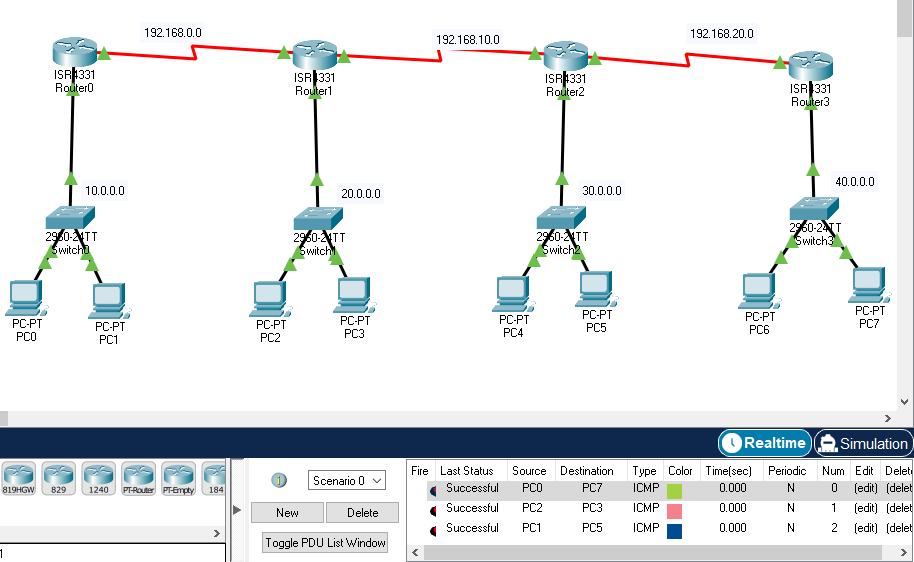 192.168.0.0
192.168.10.0
192.168.20.0
ISR4331
Router0
ISR4331
Router1
ISR4331
Router2
ISR4331
Router3
10.0.0.0
20.0.0.0
30.0.0.0
40.0.0.0
2960-24TT
Switch0
2960-24TT
Switch1
2960-24TT
Switch2
2960-24TT
Switch3
PC-PT
PC0
PC-PT
PC1
PC-PT
PC2
PC-PT
PC3
PC-PT
PC4
PC-PT
PC5
PC-PT
PC6
PC-PT
PC7
Realtime
Simulation
819HGW 829 1240 PT-Router PT-Empty 184
1
Scenario 0
New Delete
Toggle PDU List Window
Fire Last Status Source Destination Type Color Time(sec) Periodic Num Edit Delet
Successful PC0 PC7 ICMP 0.000 N 0 (edit) (delet
Successful PC2 PC3 ICMP 0.000 N 1 (edit) (delet
Successful PC1 PC5 ICMP 0.000 N 2 (edit) (delet